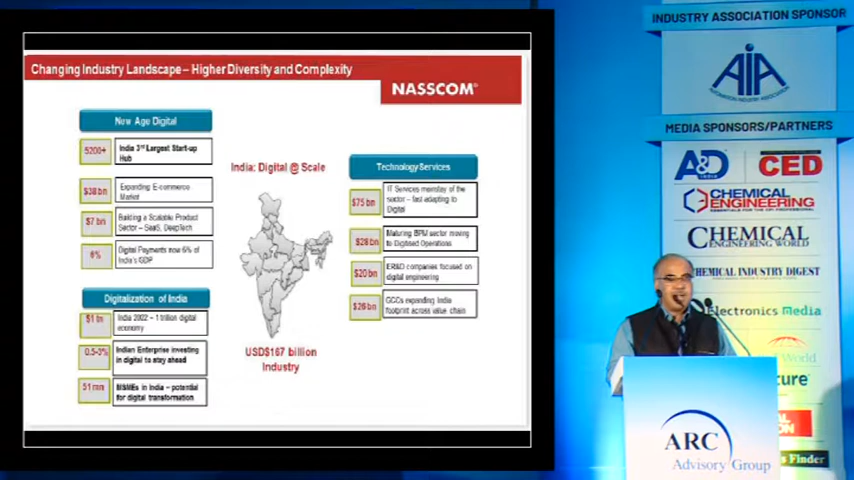 Changing Industry Landscape – Higher Diversity and Complexity
NASSCOM®
New Age Digital
5200+
India 3rd Largest Start-up
Hub
$38 bn
Expanding E-commerce
Market
$7 bn
Building a Scalable Product
Sector – SaaS, DeepTech
6%
Digital Payments now 6% of
India's GDP
Digitalization of India
$1 tn
India 2022 – 1 trillion digital
economy
0.5-3%
Indian Enterprise investing
in digital to stay ahead
51 mn
MSMEs in India – potential
for digital transformation
India: Digital @ Scale
USD$167 billion
Industry
Technology Services
$75 bn
IT Services mainstay of the
sector – fast adapting to
Digital
$28 bn
Maturing BPM sector moving
to Digitised Operations
$20 bn
ER&D companies focused on
digital engineering
$26 bn
GCCs expanding India
footprint across value chain
INDUSTRY ASSOCIATION SPONSOR
AIA
AUTOMATION INDUSTRY ASSOCIATION
MEDIA SPONSORS/PARTNERS
A&D
INDIA
CED
CHEMICAL
ENGINEERING
CHEMICAL
ENGINEERING WORLD
CHEMICAL INDUSTRY DIGEST
Electronics Media
World
ure
Finder
ARC
Advisory Group